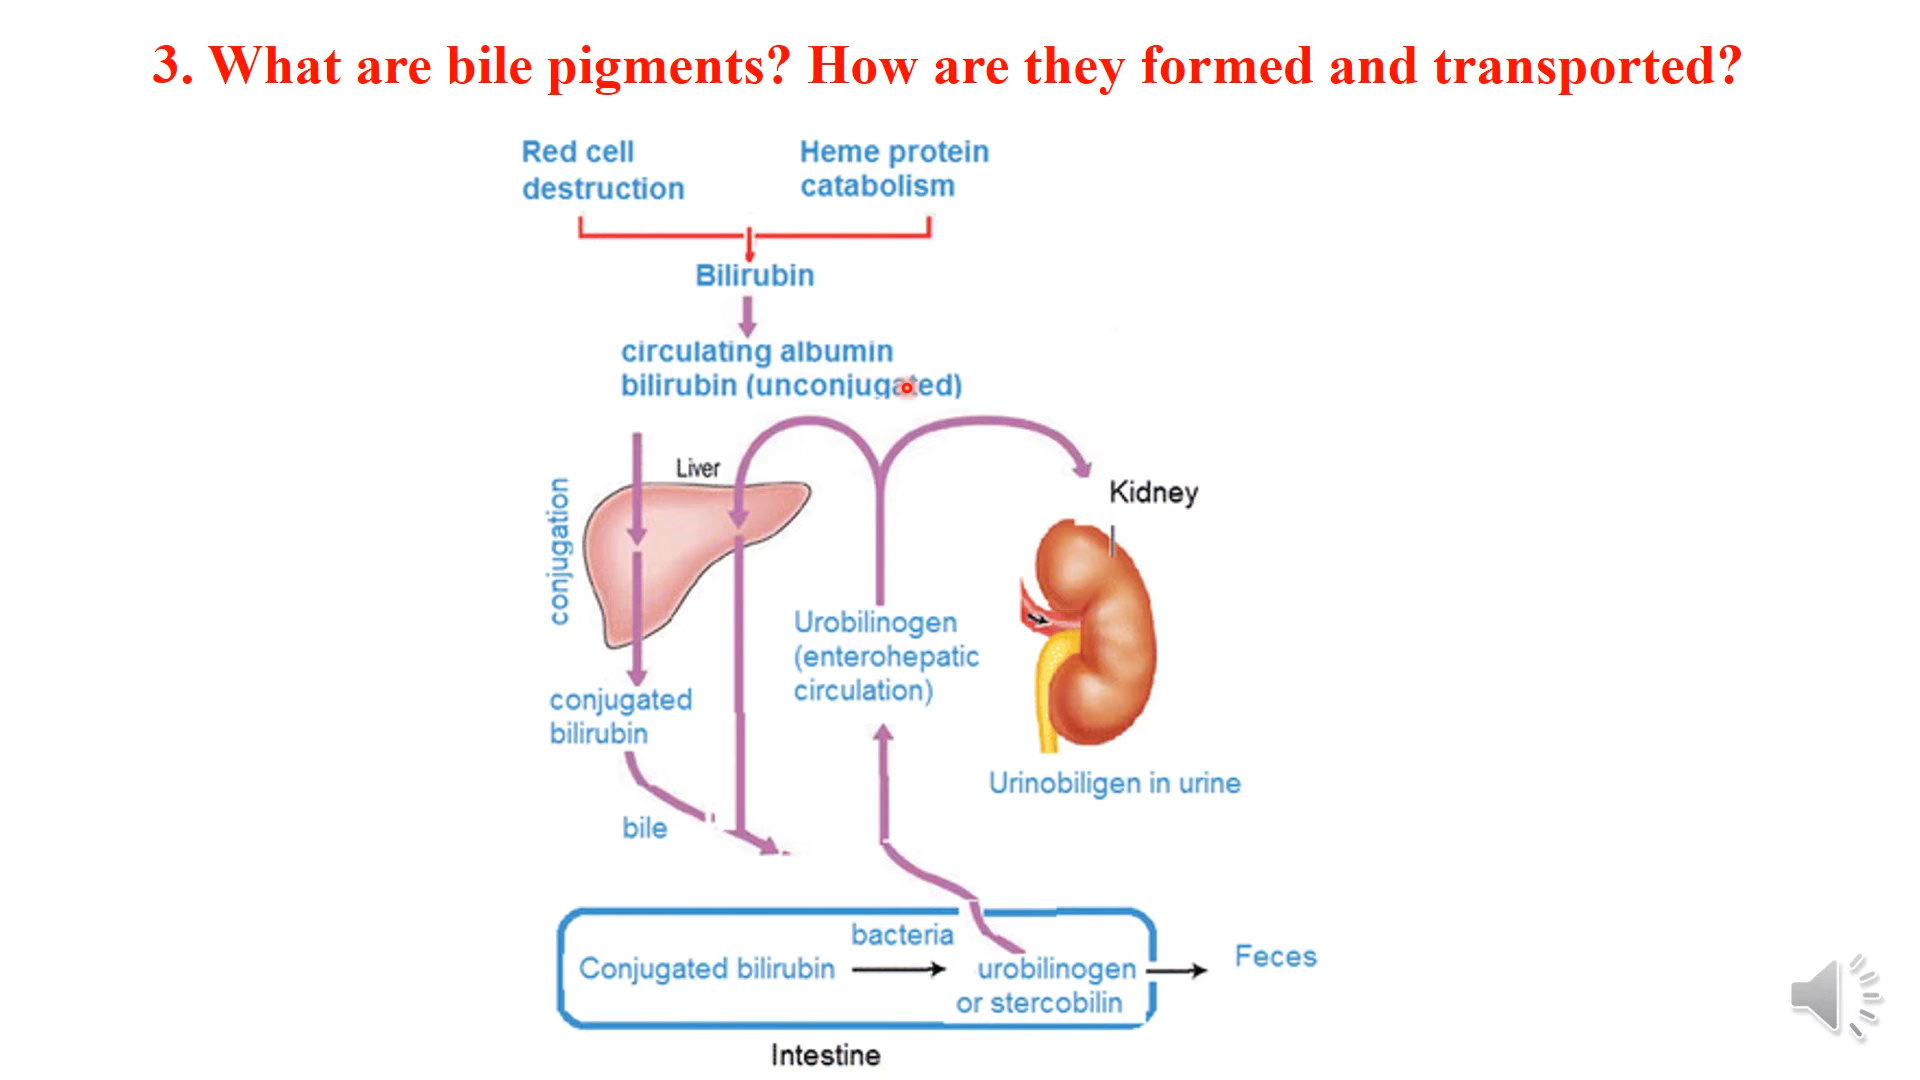 3. What are bile pigments? How are they formed and transported?
Red cell
destruction
Heme protein
catabolism
Bilirubin
circulating albumin
bilirubin (unconjugated)
Liver
conjugation
Kidney
Urobilinogen
(enterohepatic
circulation)
conjugated
bilirubin
Urinobiligen in urine
bile
bacteria
Conjugated bilirubin
urobilinogen
or stercobilin
Feces
Intestine